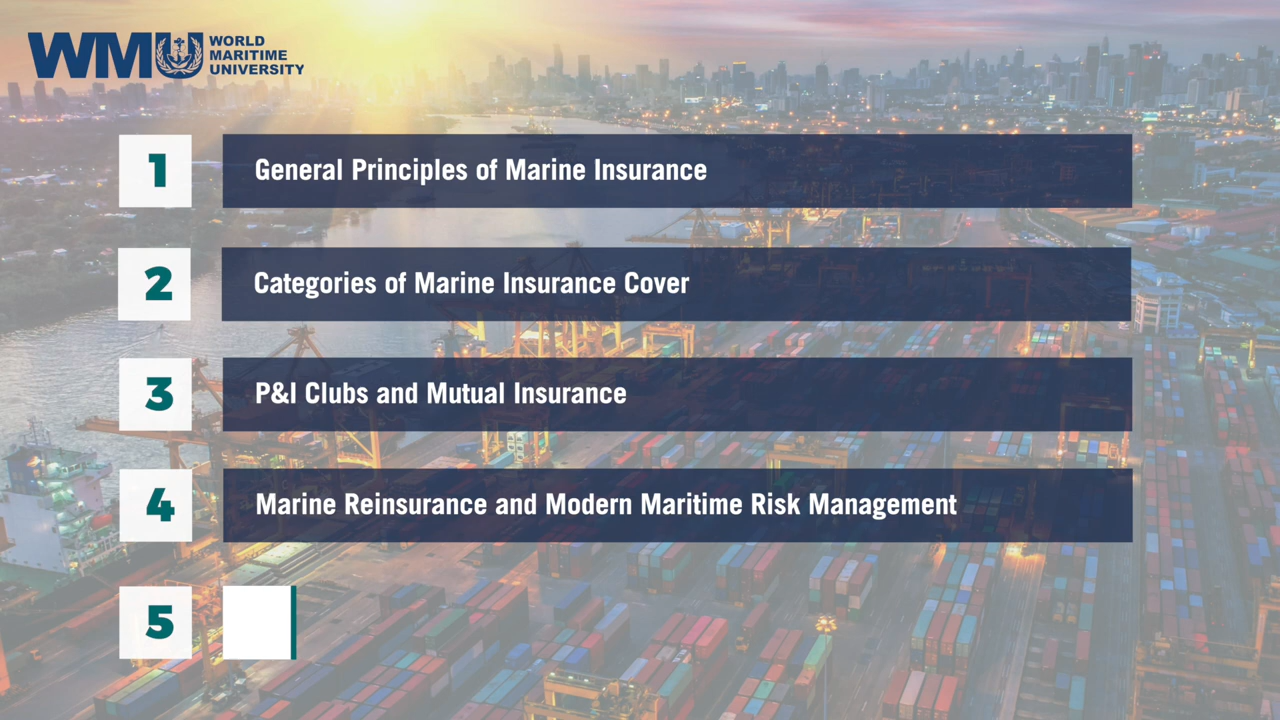 WMU WORLD
MARITIME
UNIVERSITY
1 General Principles of Marine Insurance
2 Categories of Marine Insurance Cover
3 P&I Clubs and Mutual Insurance
4 Marine Reinsurance and Modern Maritime Risk Management
5